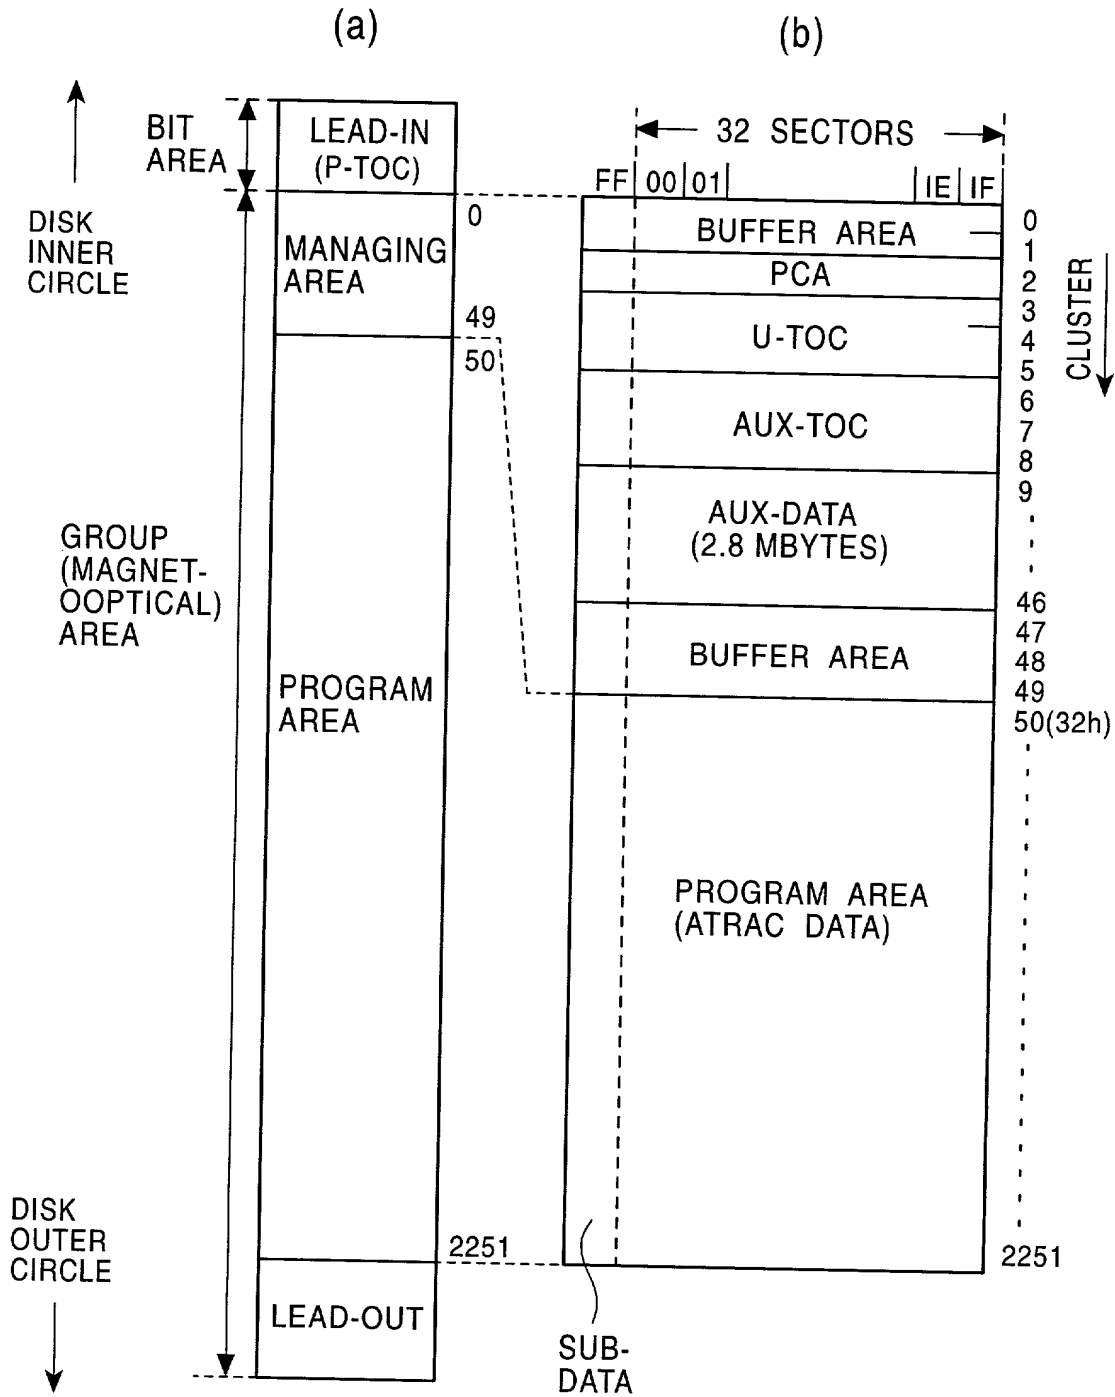 (a)
(b)
BIT
AREA
LEAD-IN
(P-TOC)
32 SECTORS
FF 00 01 IE IF
DISK
INNER
CIRCLE
MANAGING
AREA
0
49
50
BUFFER AREA
PCA
U-TOC
AUX-TOC
AUX-DATA
(2.8 MBYTES)
BUFFER AREA
0
1
2
3
4
5
6
7
8
9
46
47
48
49
50(32h)
CLUSTER
GROUP
(MAGNET-
OOPTICAL)
AREA
PROGRAM
AREA
PROGRAM AREA
(ATRAC DATA)
DISK
OUTER
CIRCLE
2251
2251
LEAD-OUT
SUB-
DATA